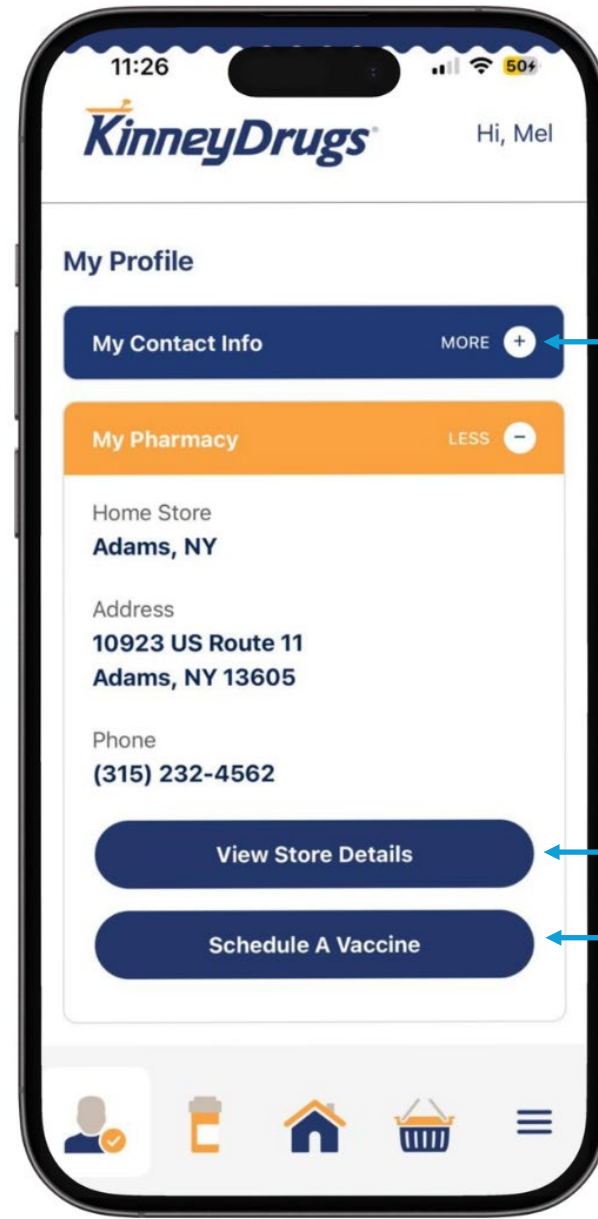 11:26
50
KinneyDrugs
Hi, Mel
My Profile
My Contact Info MORE +
My Pharmacy LESS −
Home Store
Adams, NY
Address
10923 US Route 11
Adams, NY 13605
Phone
(315) 232-4562
View Store Details
Schedule A Vaccine